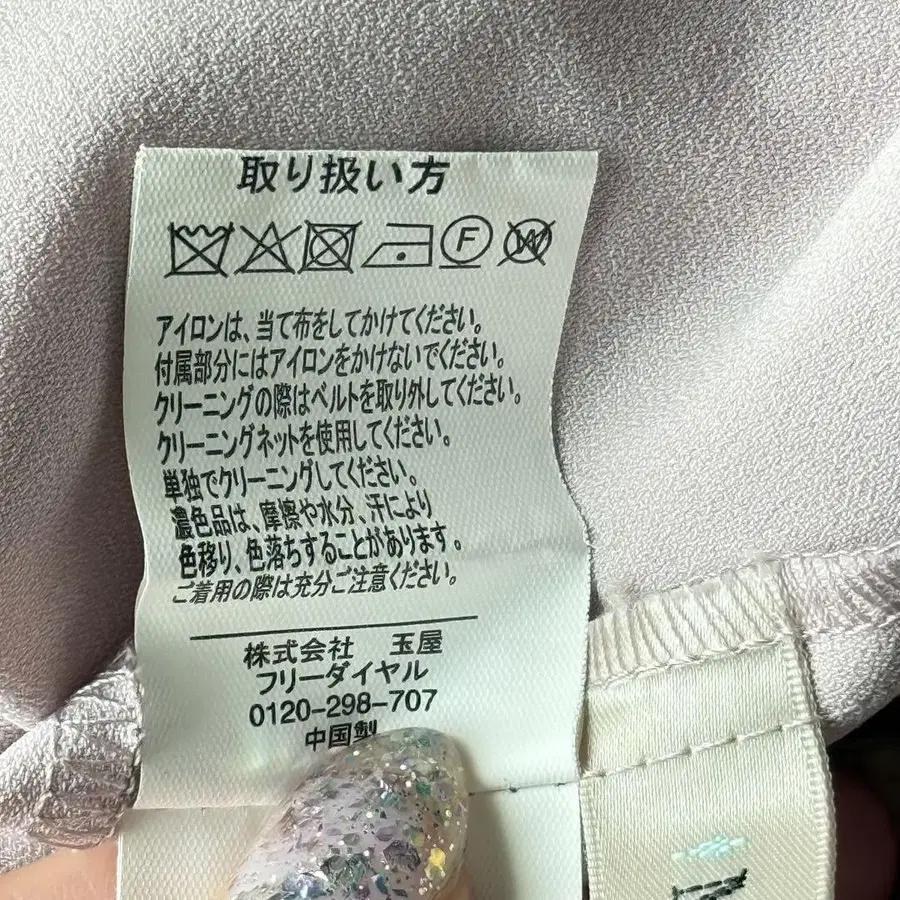 取り扱い方
F W
アイロンは、当て布をしてかけてください。
付属部分にはアイロンをかけないでください。
クリーニングの際はベルトを取り外してください。
クリーニングネットを使用してください。
単独でクリーニングしてください。
濃色品は、摩擦や水分、汗により
色移り、色落ちすることがあります。
ご着用の際は充分ご注意ください。
株式会社 玉屋
フリーダイヤル
0120-298-707
中国製